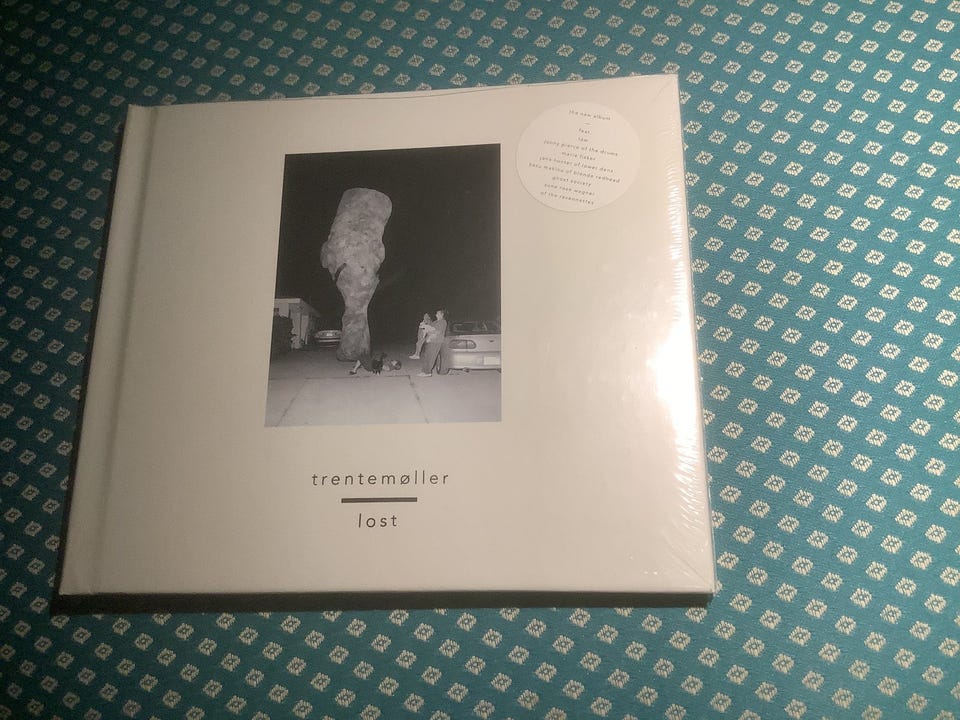 the new album
feat.
low
jonny pierce of the drums
marie fisker
jana hunter of lower dens
kazu makino of blonde redhead
ghost society
sune rose wagner
of the raveonettes
trentemøller
lost